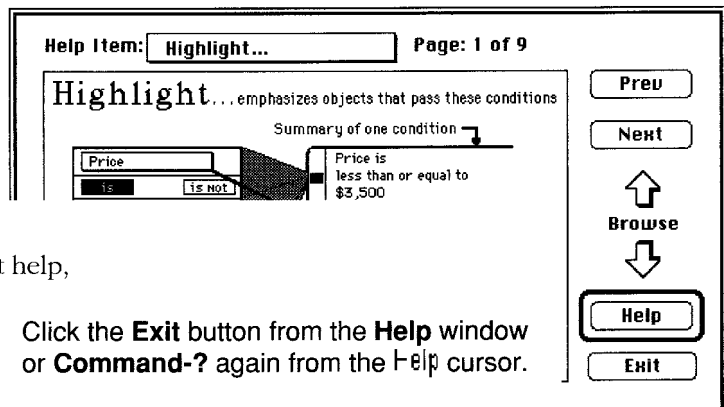 Help Item: Highlight... Page: 1 of 9
Highlight... emphasizes objects that pass these conditions
Summary of one condition
Price
is is not
Price is
less than or equal to
$3,500
Prev
Next
Browse
Help
Exit
t help,
Click the Exit button from the Help window
or Command-? again from the Help cursor.